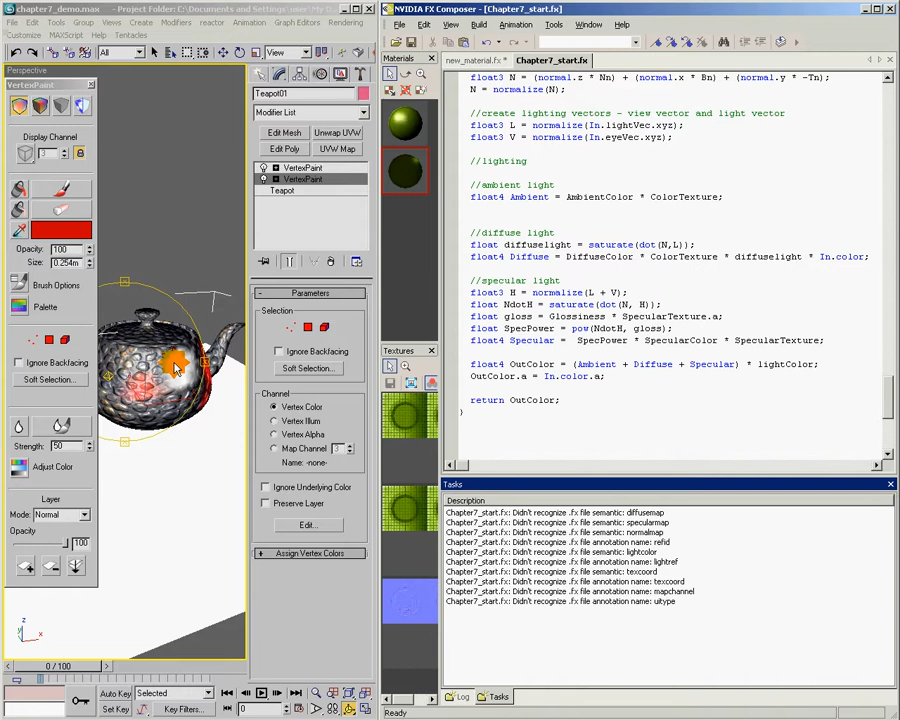 chapter7_demo.max - Project Folder: C:\Documents and Settings\
File Edit Tools Group Views Create Modifiers reactor Animation Graph Editors Rendering
Customize MAXScript Help Tentacles
All View
Perspective
VertexPaint
Display Channel
3
Opacity: 100
Size: 0.254m
Brush Options
Palette
Ignore Backfacing
Soft Selection...
Strength: 50
Adjust Color
Layer
Mode: Normal
Opacity
100
z
y x
Teapot01
Modifier List
Edit Mesh Unwrap UVW
Edit Poly UVW Map
VertexPaint
VertexPaint
Teapot
- Parameters
Selection
Ignore Backfacing
Soft Selection...
Channel
Vertex Color
Vertex Illum
Vertex Alpha
Map Channel 3
Name: -none-
Ignore Underlying Color
Preserve Layer
Edit...
+ Assign Vertex Colors
0 / 100
Auto Key Selected
Set Key Key Filters... 0
NVIDIA FX Composer - [Chapter7_start.fx]
File Edit View Build Animation Tools Window Help
Materials
Textures
new_material.fx * Chapter7_start.fx
float3 N = (normal.z * Nn) + (normal.x * Bn) + (normal.y * -Tn);
N = normalize(N);
//create lighting vectors - view vector and light vector
float3 L = normalize(In.lightVec.xyz);
float3 V = normalize(In.eyeVec.xyz);
//lighting
//ambient light
float4 Ambient = AmbientColor * ColorTexture;
//diffuse light
float diffuselight = saturate(dot(N,L));
float4 Diffuse = DiffuseColor * ColorTexture * diffuselight * In.color;
//specular light
float3 H = normalize(L + V);
float NdotH = saturate(dot(N, H));
float gloss = Glossiness * SpecularTexture.a;
float SpecPower = pow(NdotH, gloss);
float4 Specular =  SpecPower * SpecularColor * SpecularTexture;
float4 OutColor = (Ambient + Diffuse + Specular) * lightColor;
OutColor.a = In.color.a;
return OutColor;
}
Tasks
Description
Chapter7_start.fx: Didn't recognize .fx file semantic: diffusemap
Chapter7_start.fx: Didn't recognize .fx file semantic: specularmap
Chapter7_start.fx: Didn't recognize .fx file semantic: normalmap
Chapter7_start.fx: Didn't recognize .fx file annotation name: refid
Chapter7_start.fx: Didn't recognize .fx file semantic: lightcolor
Chapter7_start.fx: Didn't recognize .fx file annotation name: lightref
Chapter7_start.fx: Didn't recognize .fx file semantic: texcoord
Chapter7_start.fx: Didn't recognize .fx file annotation name: texcoord
Chapter7_start.fx: Didn't recognize .fx file annotation name: mapchannel
Chapter7_start.fx: Didn't recognize .fx file annotation name: uitype
Log Tasks
Ready